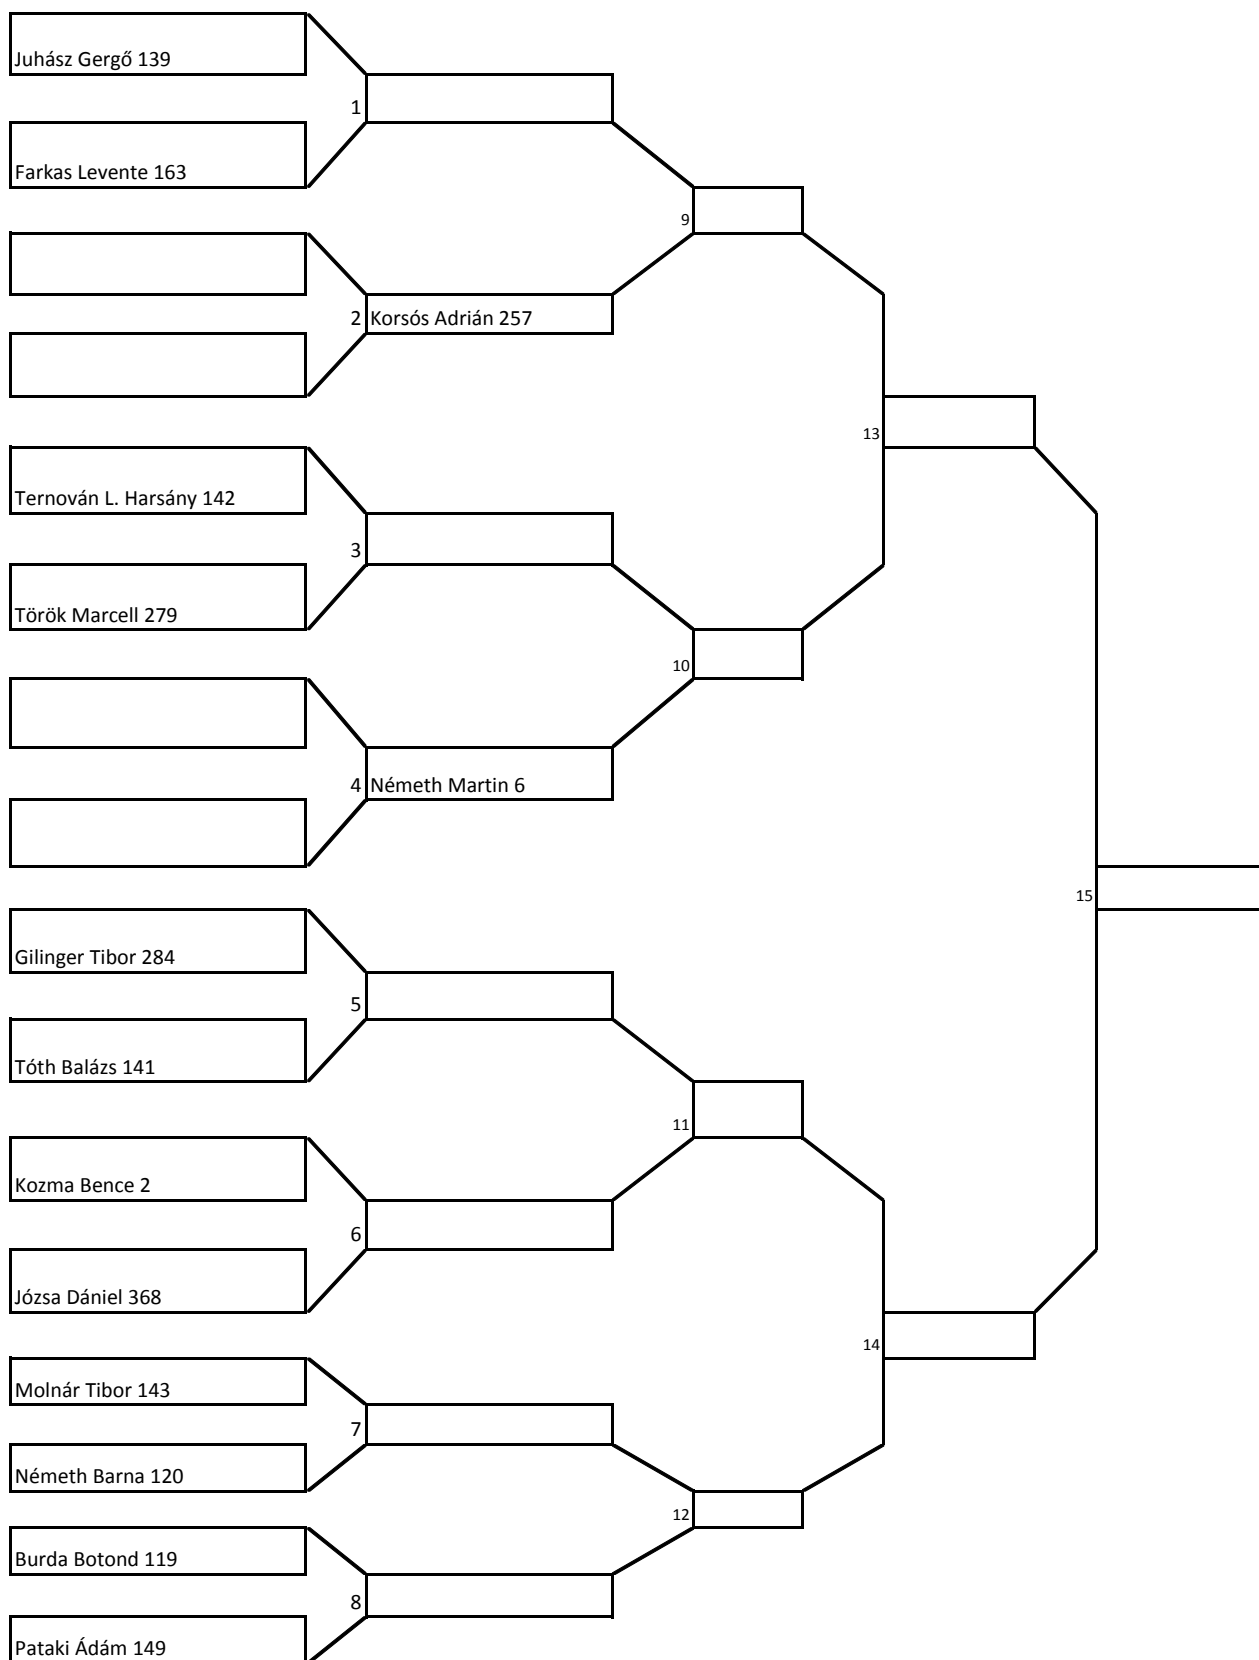 Juhász Gergő 139
1
Farkas Levente 163
9
2 Korsós Adrián 257
13
Ternován L. Harsány 142
3
Török Marcell 279
10
4 Németh Martin 6
15
Gilinger Tibor 284
5
Tóth Balázs 141
11
Kozma Bence 2
6
Józsa Dániel 368
14
Molnár Tibor 143
7
Németh Barna 120
12
Burda Botond 119
8
Pataki Ádám 149